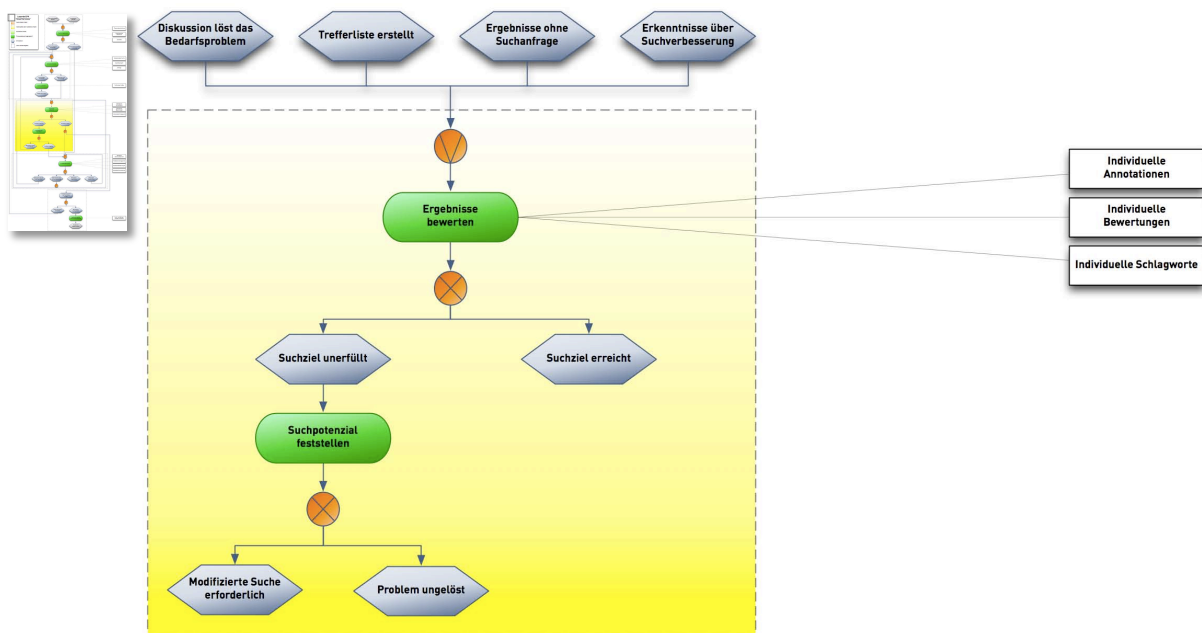 Diskussion löst das
Bedarfsproblem
Trefferliste erstellt
Ergebnisse ohne
Suchanfrage
Erkenntnisse über
Suchverbesserung
Ergebnisse
bewerten
Individuelle
Annotationen
Individuelle
Bewertungen
Individuelle Schlagworte
Suchziel unerfüllt
Suchziel erreicht
Suchpotenzial
feststellen
Modifizierte Suche
erforderlich
Problem ungelöst